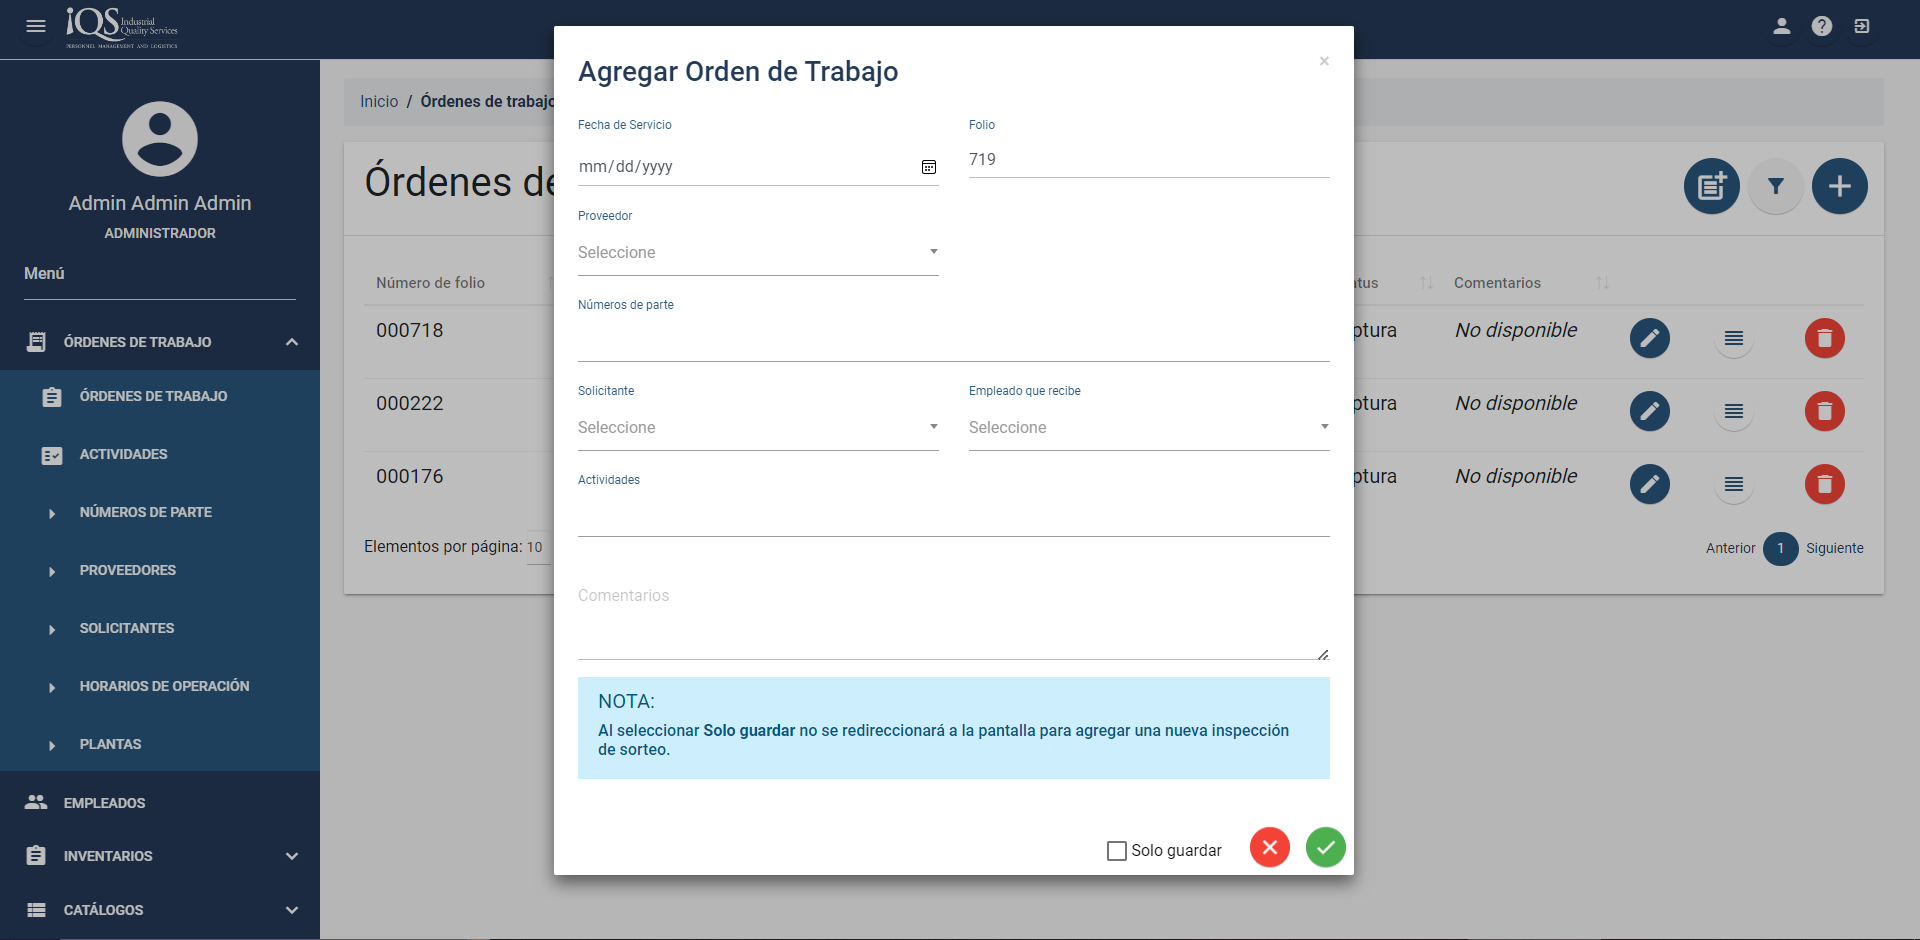 iQS Industrial
Quality Services
PERSONNEL MANAGEMENT AND LOGISTICS
Admin Admin Admin
ADMINISTRADOR
Menú
ÓRDENES DE TRABAJO
ÓRDENES DE TRABAJO
ACTIVIDADES
NÚMEROS DE PARTE
PROVEEDORES
SOLICITANTES
HORARIOS DE OPERACIÓN
PLANTAS
EMPLEADOS
INVENTARIOS
CATÁLOGOS
Inicio / Órdenes de trabajo
Órdenes de
Número de folio
atus
Comentarios
000718
ptura
No disponible
000222
ptura
No disponible
000176
ptura
No disponible
Elementos por página: 10
Anterior 1 Siguiente
Agregar Orden de Trabajo
×
Fecha de Servicio
mm/dd/yyyy
Folio
719
Proveedor
Seleccione
Números de parte
Solicitante
Seleccione
Empleado que recibe
Seleccione
Actividades
Comentarios
NOTA:
Al seleccionar Solo guardar no se redireccionará a la pantalla para agregar una nueva inspección
de sorteo.
Solo guardar